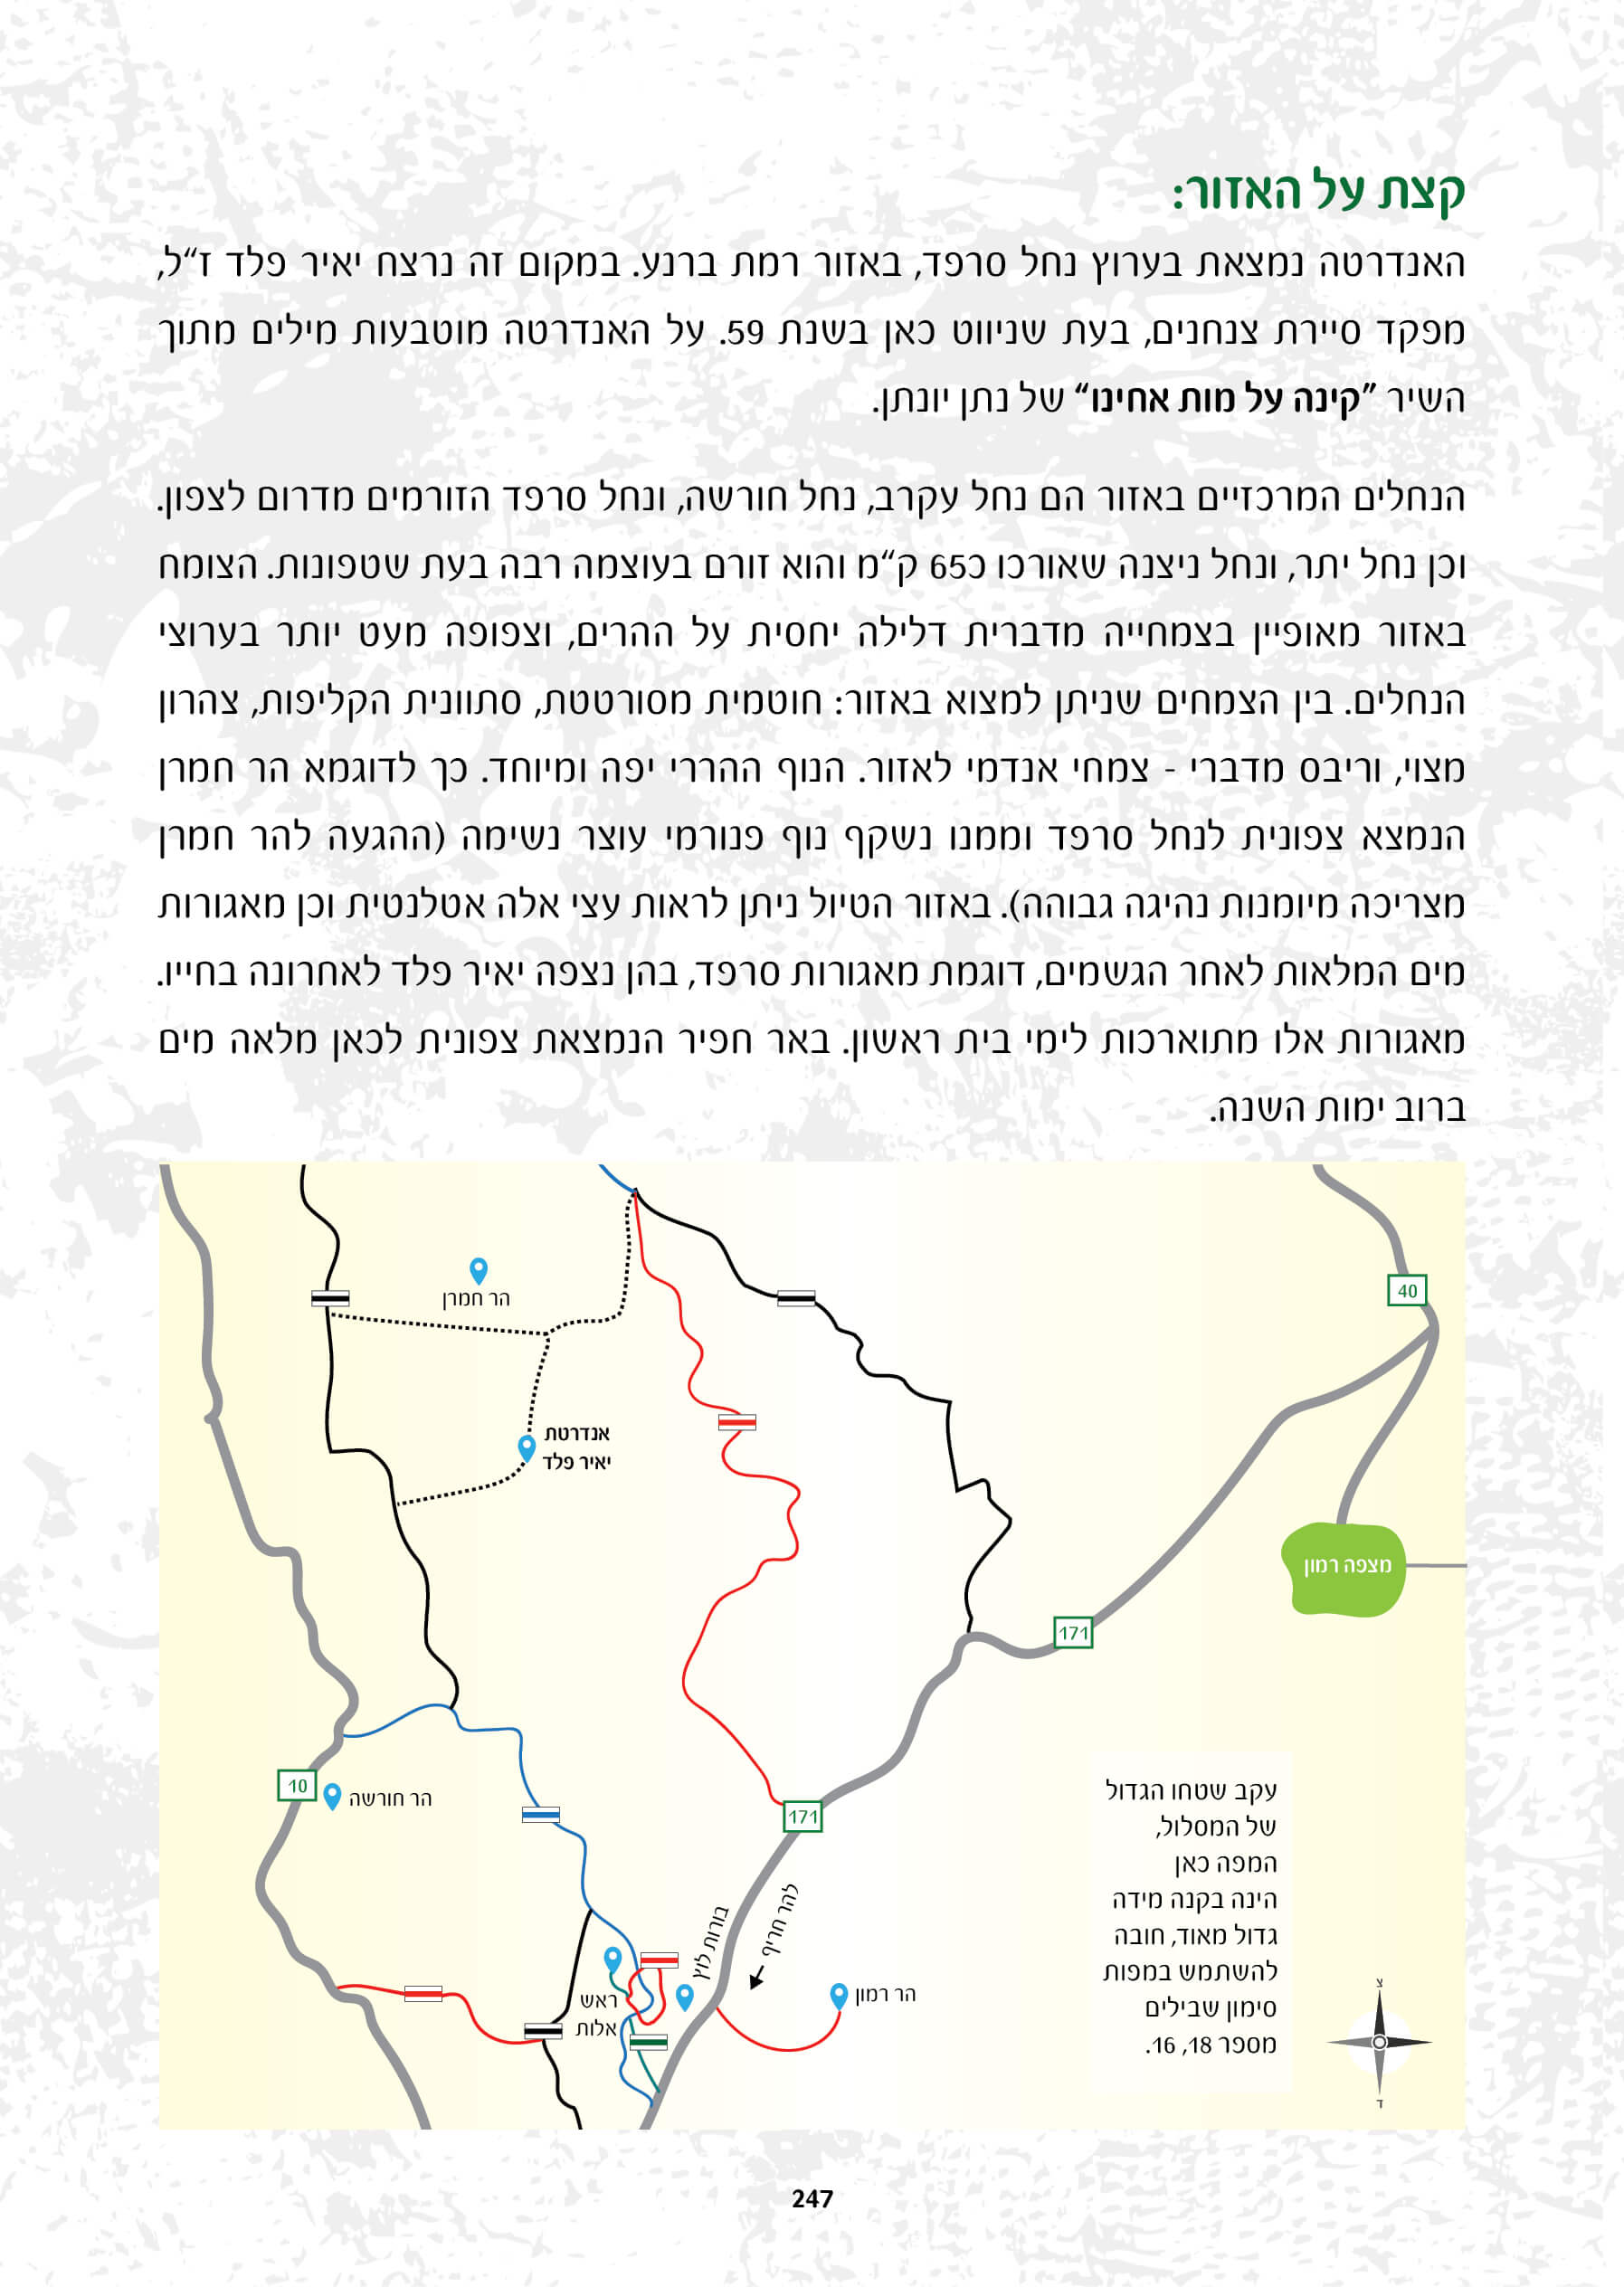 קצת על האזור:
האנדרטה נמצאת בערוץ נחל סרפד, באזור רמת ברנע. במקום זה נרצח יאיר פלד ז״ל,
מפקד סיירת צנחנים, בעת שניווט כאן בשנת 59. על האנדרטה מוטבעות מילים מתוך
השיר ״קינה על מות אחינו״ של נתן יונתן.
הנחלים המרכזיים באזור הם נחל עקרב, נחל חורשה, ונחל סרפד הזורמים מדרום לצפון.
וכן נחל יתר, ונחל ניצנה שאורכו כ65 ק״מ והוא זורם בעוצמה רבה בעת שטפונות. הצומח
באזור מאופיין בצמחייה מדברית דלילה יחסית על ההרים, וצפופה מעט יותר בערוצי
הנחלים. בין הצמחים שניתן למצוא באזור: חוטמית מסורטטת, סתוונית הקליפות, צהרון
מצוי, וריבס מדברי - צמחי אנדמי לאזור. הנוף ההררי יפה ומיוחד. כך לדוגמא הר חמרן
הנמצא צפונית לנחל סרפד וממנו נשקף נוף פנורמי עוצר נשימה (ההגעה להר חמרן
מצריכה מיומנות נהיגה גבוהה). באזור הטיול ניתן לראות עצי אלה אטלנטית וכן מאגורות
מים המלאות לאחר הגשמים, דוגמת מאגורות סרפד, בהן נצפה יאיר פלד לאחרונה בחייו.
מאגורות אלו מתוארכות לימי בית ראשון. באר חפיר הנמצאת צפונית לכאן מלאה מים
ברוב ימות השנה.
40
הר חמרן
אנדרטת
יאיר פלד
מצפה רמון
171
10
הר חורשה
171
להר חריף
בורות לוץ
הר רמון
ראש
אלות
עקב שטחו הגדול
של המסלול,
המפה כאן
הינה בקנה מידה
גדול מאוד, חובה
להשתמש במפות
סימון שבילים
מספר 18, 16.
צ
ד
247